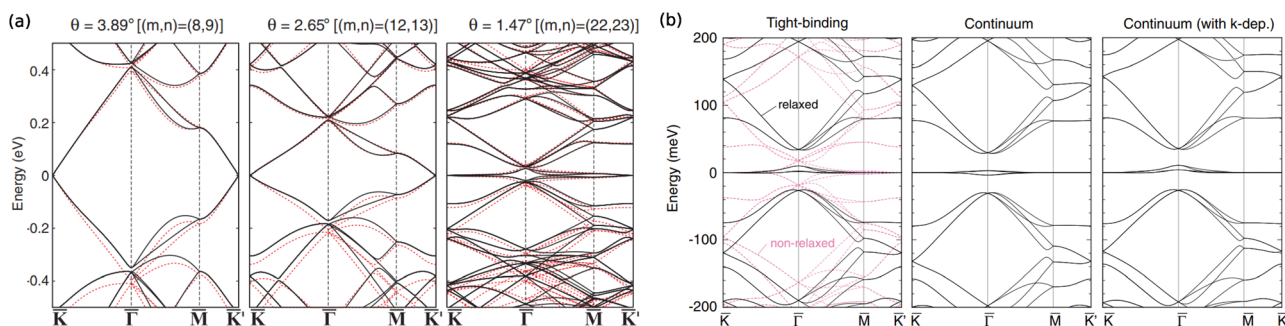 (a)
θ = 3.89° [(m,n)=(8,9)]
θ = 2.65° [(m,n)=(12,13)]
θ = 1.47° [(m,n)=(22,23)]
Energy (eV)
0.4
0.2
0
-0.2
-0.4
K̅ Γ̅ M̅ K̅'
K̅ Γ̅ M̅ K̅'
K̅ Γ̅ M̅ K̅'
(b)
Tight-binding
Continuum
Continuum (with k-dep.)
Energy (meV)
200
100
0
-100
-200
relaxed
non-relaxed
K̅ Γ̅ M̅ K̅'
K̅ Γ̅ M̅ K̅'
K̅ Γ̅ M̅ K̅'